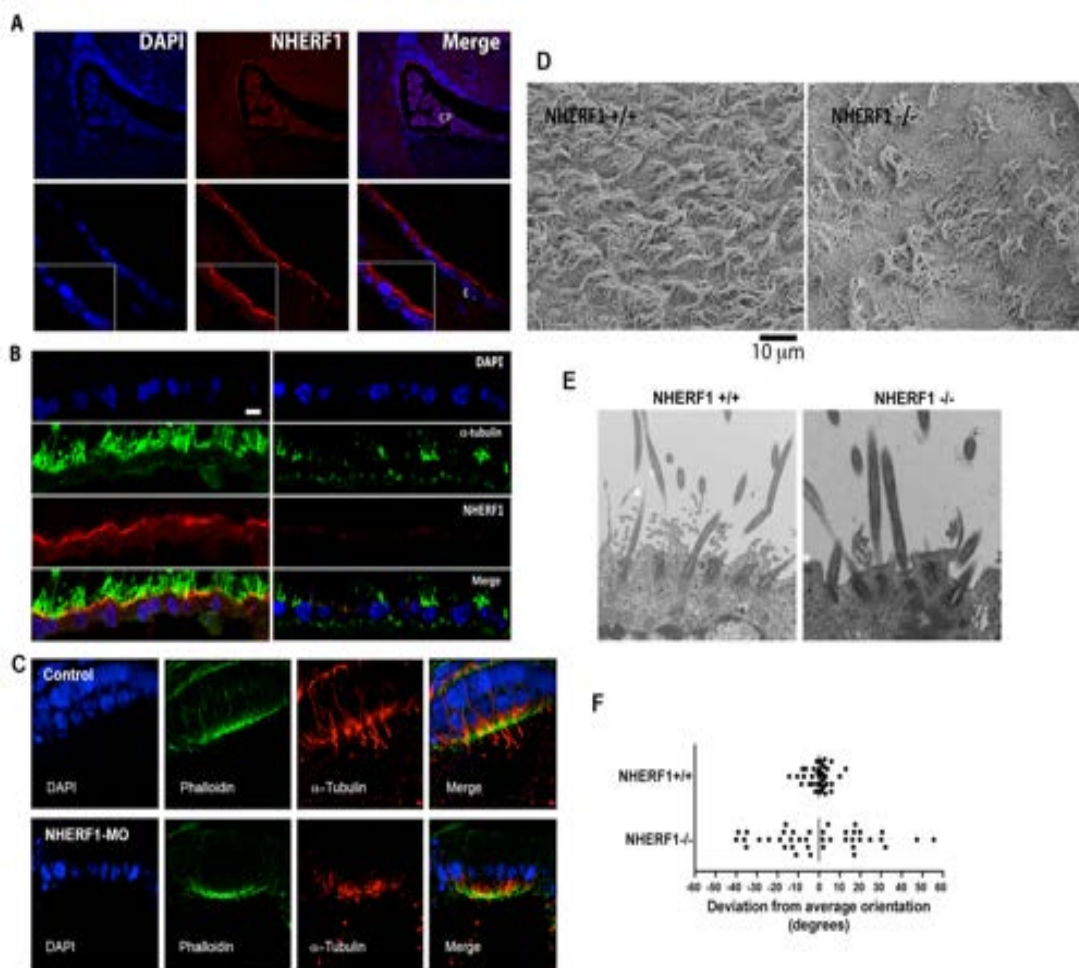 A
DAPI
NHERF1
Merge
CP
E
B
DAPI
α-tubulin
NHERF1
Merge
C
Control
DAPI
Phalloidin
α-Tubulin
Merge
NHERF1-MO
DAPI
Phalloidin
α-Tubulin
Merge
D
NHERF1 +/+
NHERF1 -/-
10 μm
E
NHERF1 +/+
NHERF1 -/-
F
NHERF1+/+
NHERF1-/-
-60 -50 -40 -30 -20 -10 0 10 20 30 40 50 60
Deviation from average orientation
(degrees)